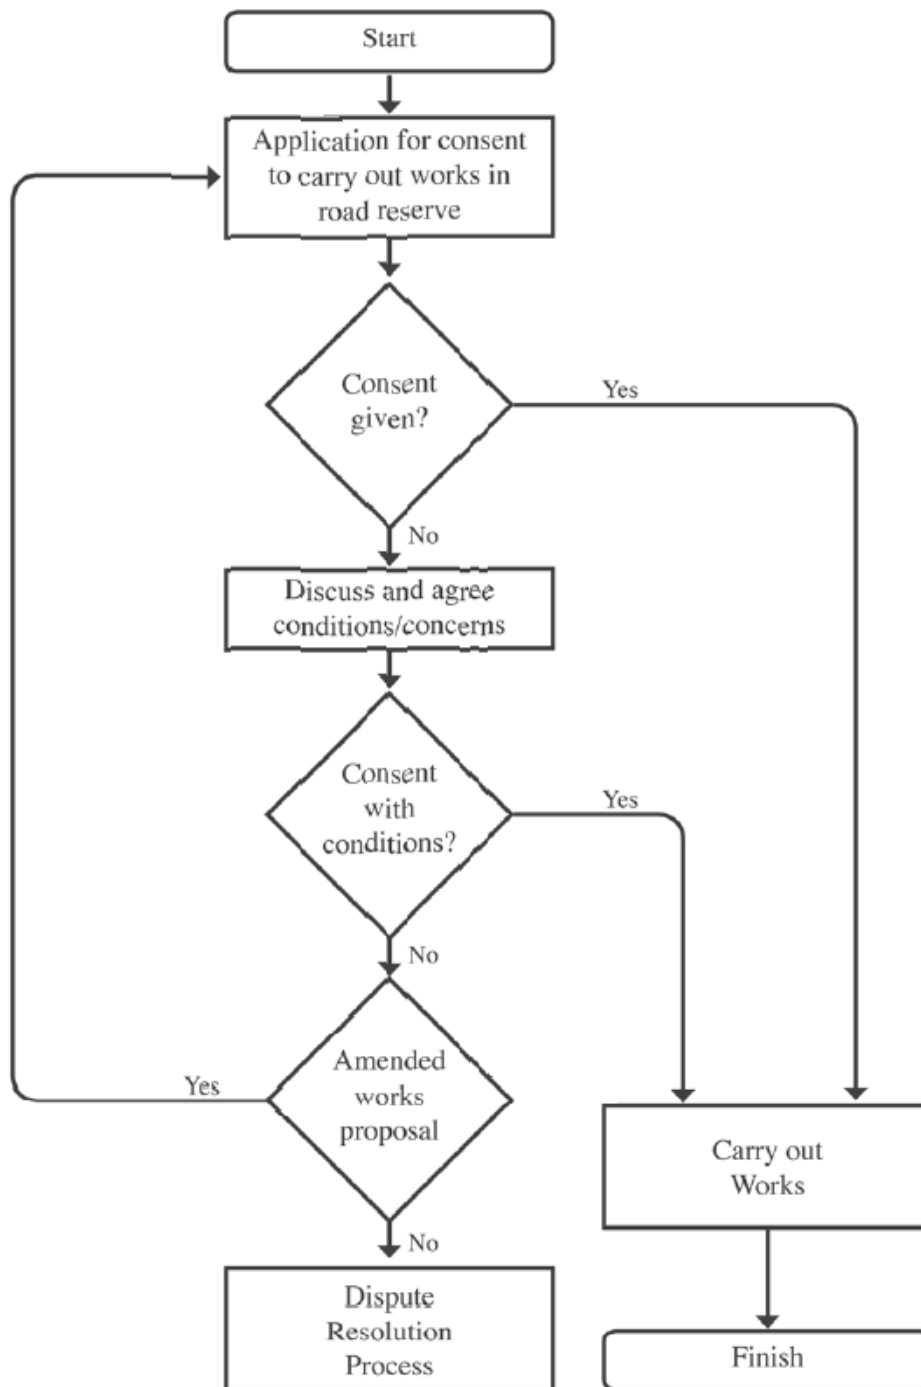 Start
Application for consent
to carry out works in
road reserve
Consent
given?
Yes
No
Discuss and agree
conditions/concerns
Consent
with
conditions?
Yes
No
Amended
works
proposal
Yes
No
Carry out
Works
Dispute
Resolution
Process
Finish